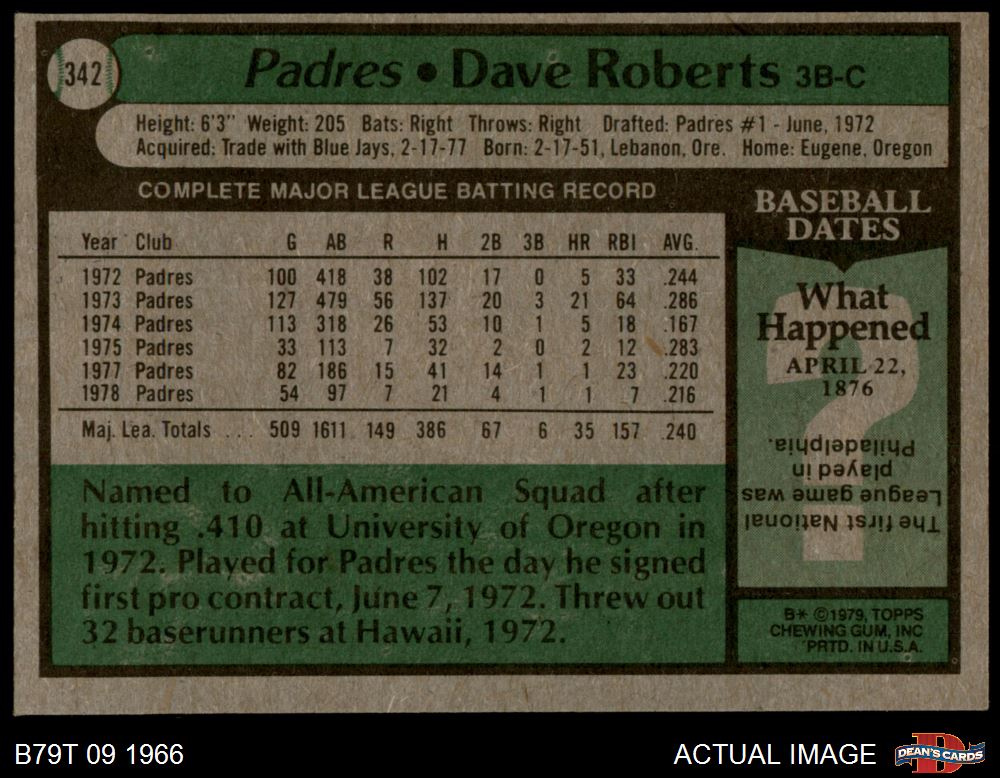 342
Padres • Dave Roberts 3B-C
Height: 6'3" Weight: 205 Bats: Right Throws: Right Drafted: Padres #1 - June, 1972
Acquired: Trade with Blue Jays, 2-17-77 Born: 2-17-51, Lebanon, Ore. Home: Eugene, Oregon
COMPLETE MAJOR LEAGUE BATTING RECORD
Year Club G AB R H 2B 3B HR RBI AVG.
1972 Padres 100 418 38 102 17 0 5 33 .244
1973 Padres 127 479 56 137 20 3 21 64 .286
1974 Padres 113 318 26 53 10 1 5 18 .167
1975 Padres 33 113 7 32 2 0 2 12 .283
1977 Padres 82 186 15 41 14 1 1 23 .220
1978 Padres 54 97 7 21 4 1 1 7 .216
Maj. Lea. Totals ... 509 1611 149 386 67 6 35 157 .240
Named to All-American Squad after
hitting .410 at University of Oregon in
1972. Played for Padres the day he signed
first pro contract, June 7, 1972. Threw out
32 baserunners at Hawaii, 1972.
BASEBALL
DATES
What
Happened
APRIL 22,
1876
?
The first National
League game was
played in
Philadelphia.
B* ©1979, TOPPS
CHEWING GUM, INC
PRTD. IN U.S.A.
B79T 09 1966
ACTUAL IMAGE
DEAN'S CARDS